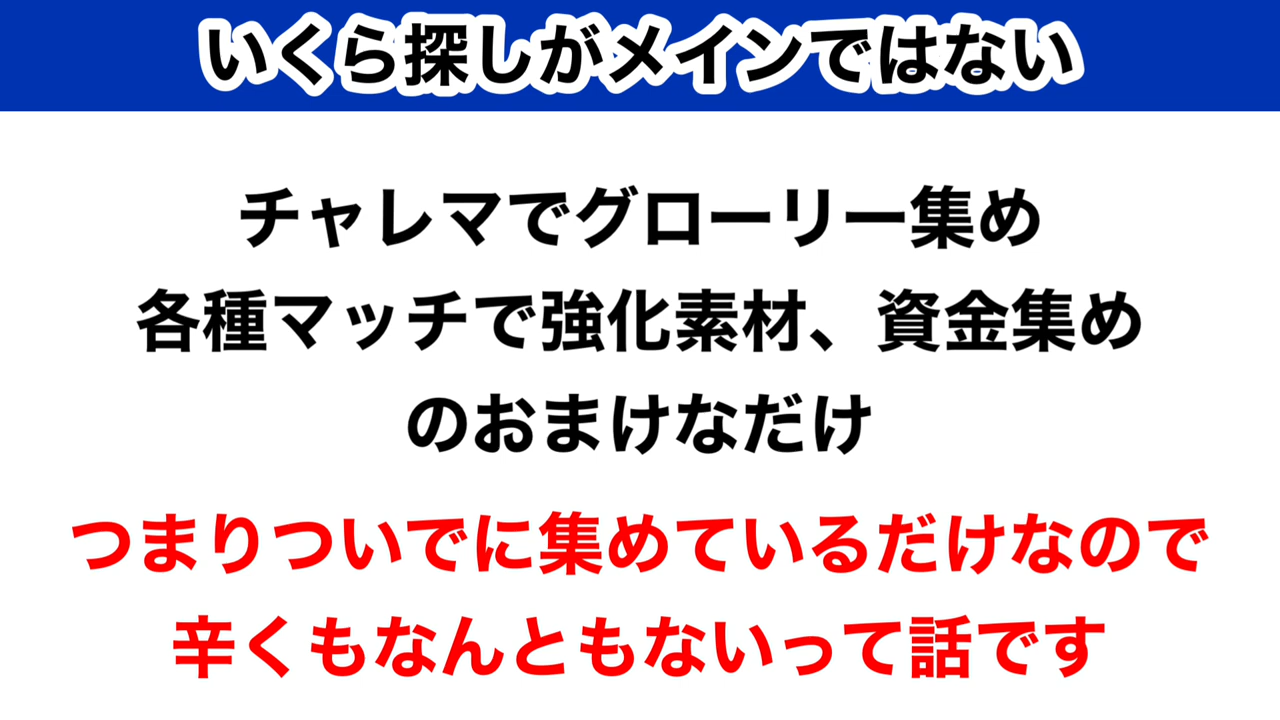 いくら探しがメインではない
チャレマでグローリー集め
各種マッチで強化素材、資金集め
のおまけなだけ
つまりついでに集めているだけなので
辛くもなんともないって話です